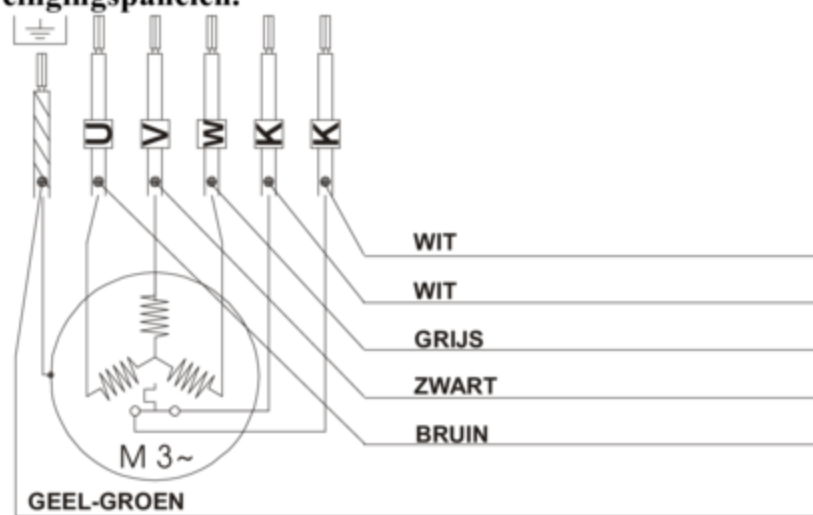 U V W K K
WIT
WIT
GRIJS
ZWART
BRUIN
M 3~
GEEL-GROEN